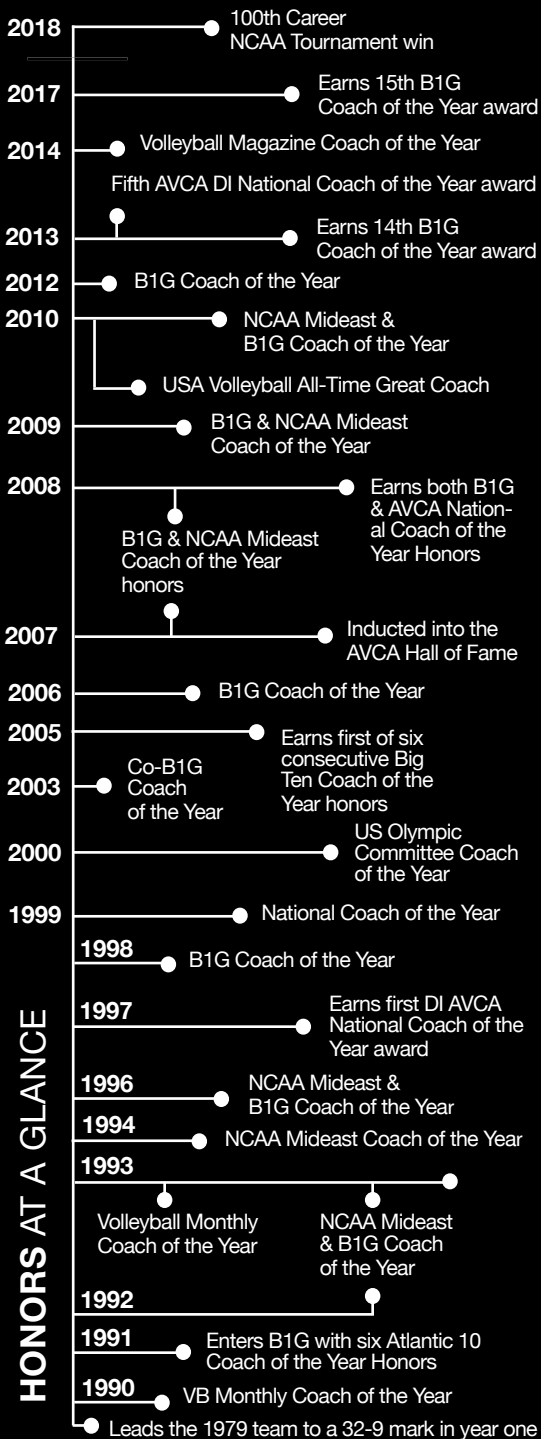 2018
100th Career
NCAA Tournament win
2017
Earns 15th B1G
Coach of the Year award
2014
Volleyball Magazine Coach of the Year
Fifth AVCA DI National Coach of the Year award
2013
Earns 14th B1G
Coach of the Year award
2012
B1G Coach of the Year
2010
NCAA Mideast &
B1G Coach of the Year
USA Volleyball All-Time Great Coach
2009
B1G & NCAA Mideast
Coach of the Year
2008
Earns both B1G
& AVCA Nation-
al Coach of the
Year Honors
B1G & NCAA Mideast
Coach of the Year
honors
2007
Inducted into the
AVCA Hall of Fame
2006
B1G Coach of the Year
2005
Earns first of six
consecutive Big
Ten Coach of the
Year honors
2003
Co-B1G
Coach
of the Year
2000
US Olympic
Committee Coach
of the Year
1999
National Coach of the Year
1998
B1G Coach of the Year
1997
Earns first DI AVCA
National Coach of the
Year award
1996
NCAA Mideast &
B1G Coach of the Year
1994
NCAA Mideast Coach of the Year
1993
Volleyball Monthly
Coach of the Year
NCAA Mideast
& B1G Coach
of the Year
1992
1991
Enters B1G with six Atlantic 10
Coach of the Year Honors
1990
VB Monthly Coach of the Year
Leads the 1979 team to a 32-9 mark in year one
HONORS AT A GLANCE